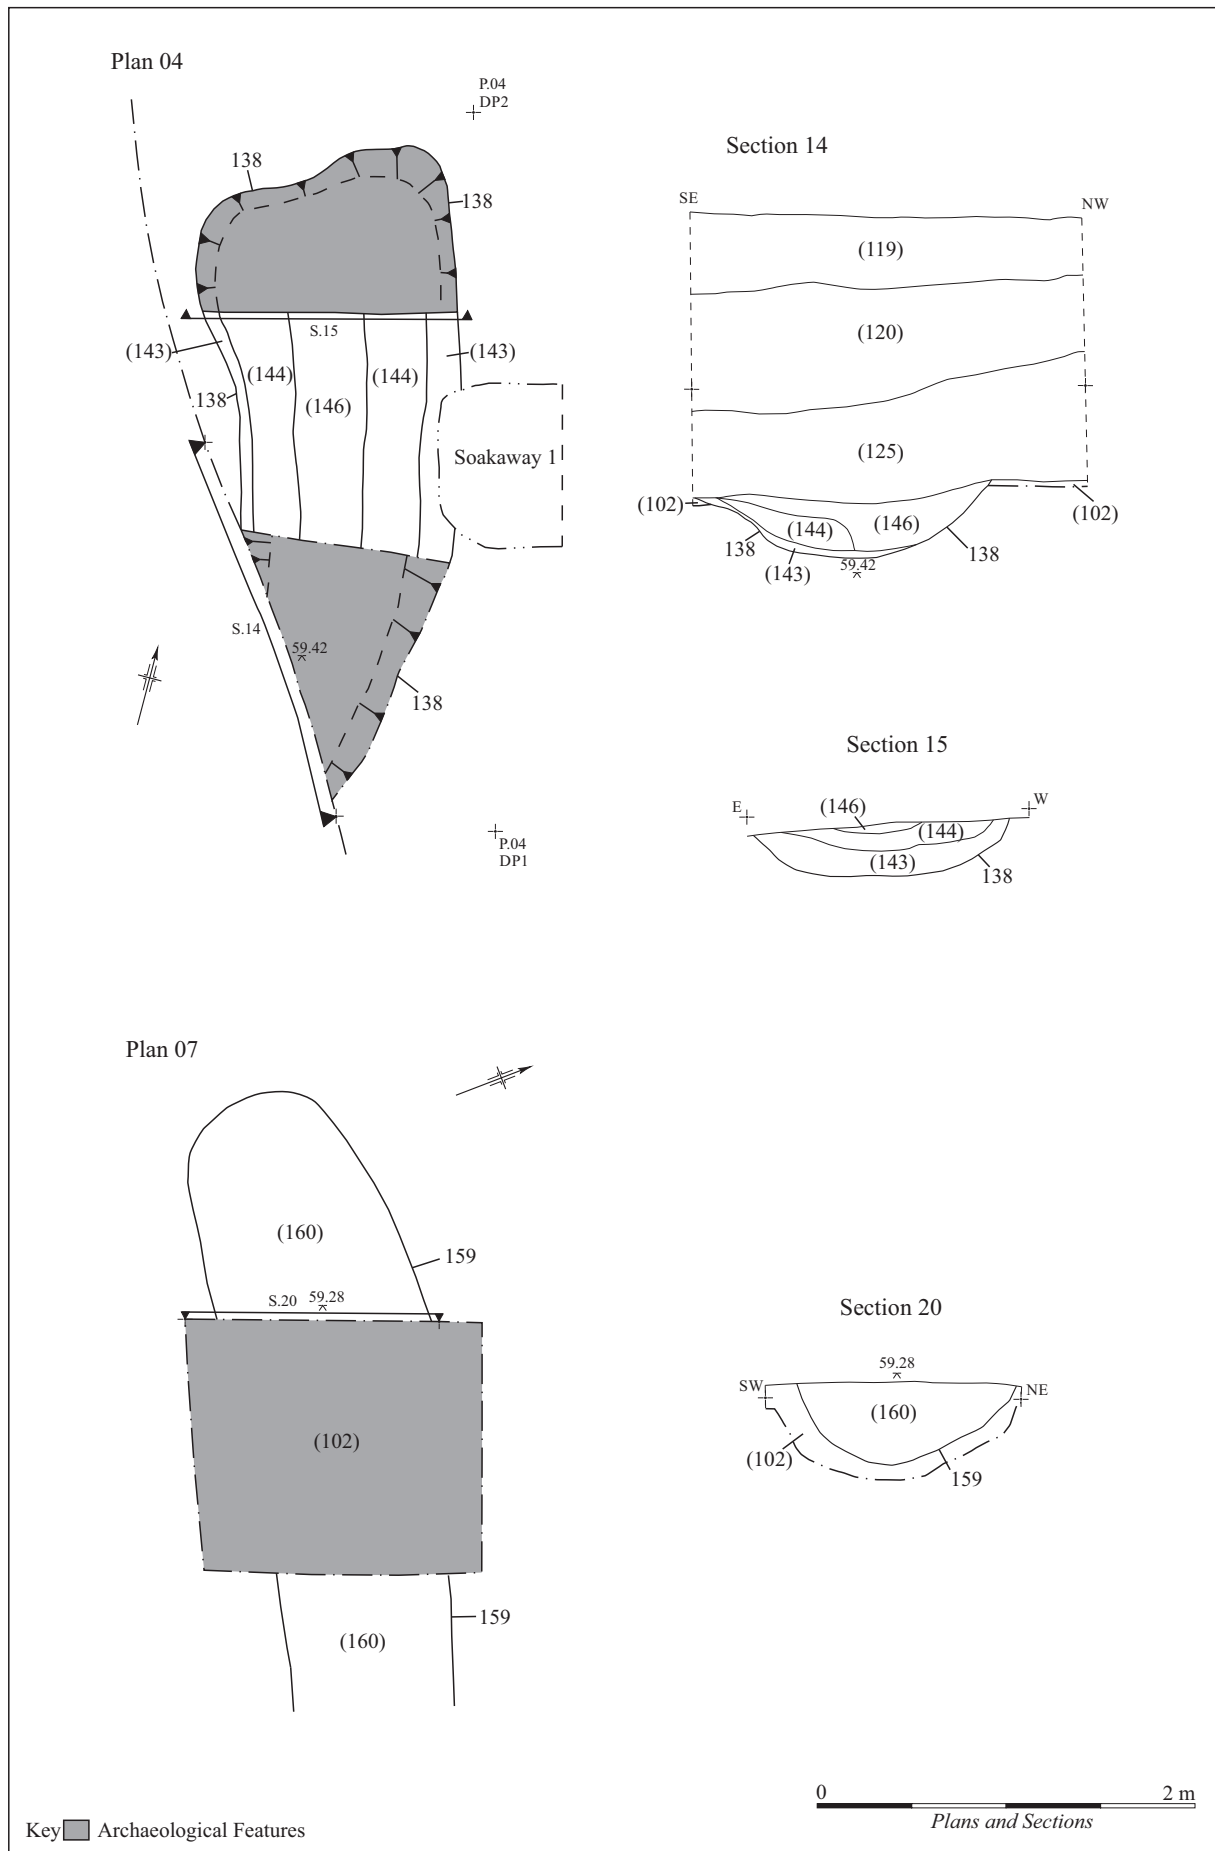 Plan 04
P.04
DP2
138
138
S.15
(143)
(143)
(144)
(144)
138
(146)
Soakaway 1
S.14
59.42
138
P.04
DP1
Section 14
SE
NW
(119)
(120)
(125)
(102)
(102)
(144)
(146)
138
138
(143)
59.42
Section 15
E
W
(146)
(144)
(143)
138
Plan 07
(160)
159
S.20
59.28
(102)
159
(160)
Section 20
59.28
SW
NE
(160)
(102)
159
0
2 m
Plans and Sections
Key
Archaeological Features